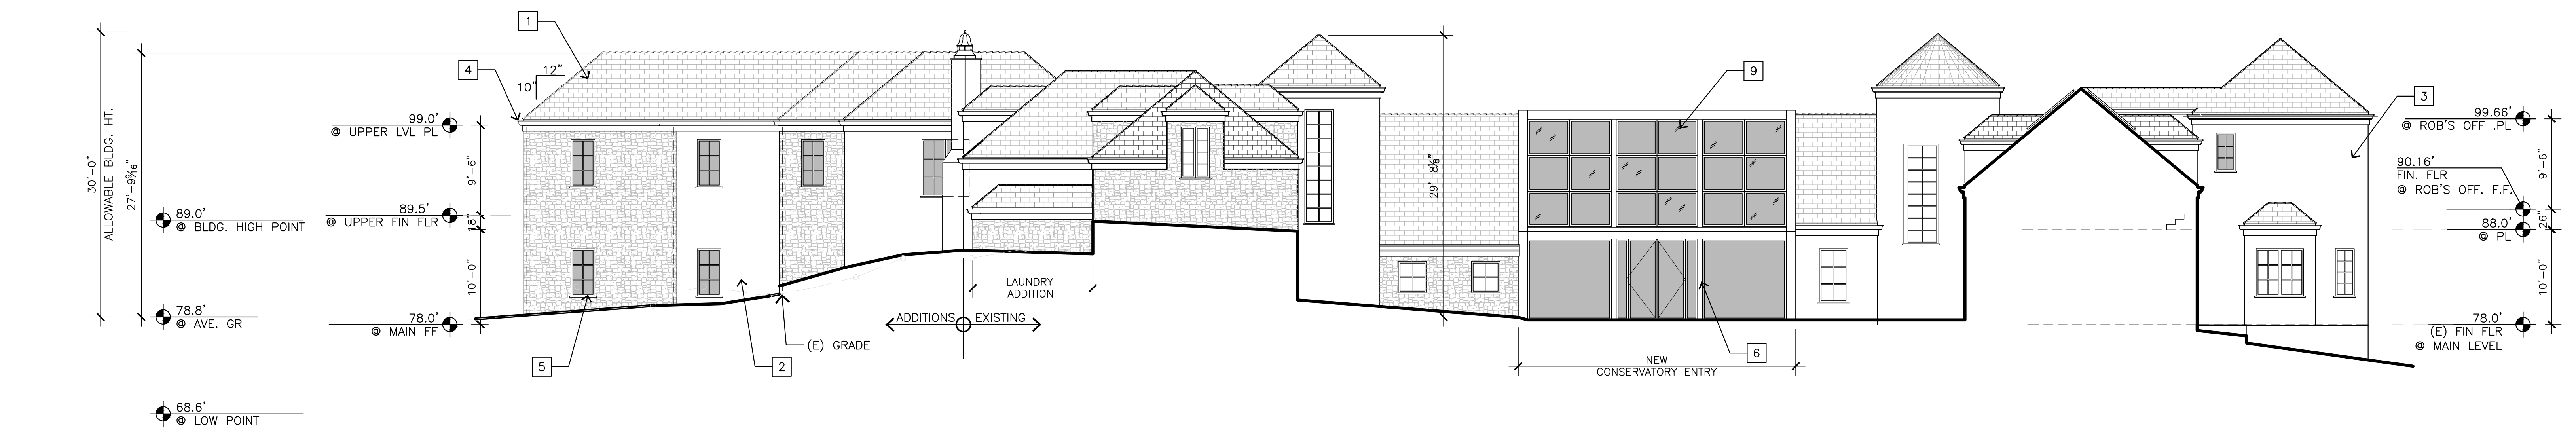 1
4
12"
10"
9
3
ALLOWABLE BLDG. HT.
30'-0"
27'-9 9/16"
99.0'
@ UPPER LVL PL
9'-6"
89.0'
@ BLDG. HIGH POINT
89.5'
@ UPPER FIN FLR
18"
10'-0"
78.8'
@ AVE. GR
78.0'
@ MAIN FF
68.6'
@ LOW POINT
5
2
(E) GRADE
ADDITIONS
EXISTING
LAUNDRY
ADDITION
29'-8 1/8"
6
NEW
CONSERVATORY ENTRY
99.66'
@ ROB'S OFF .PL
90.16'
FIN. FLR
@ ROB'S OFF. F.F.
9'-6"
26"
88.0'
@ PL
10'-0"
78.0'
(E) FIN FLR
@ MAIN LEVEL